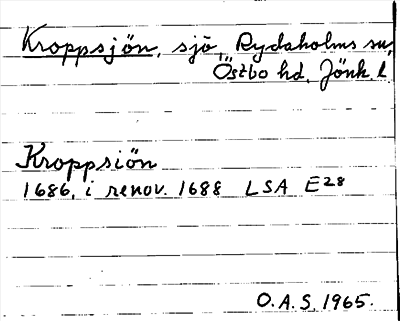 Kroppsjön, sjö, Rydaholms sn,
Östbo hd, Jönk. l.
Kroppsiön
1686, i renov. 1688 LSA E28
O.A.S. 1965.